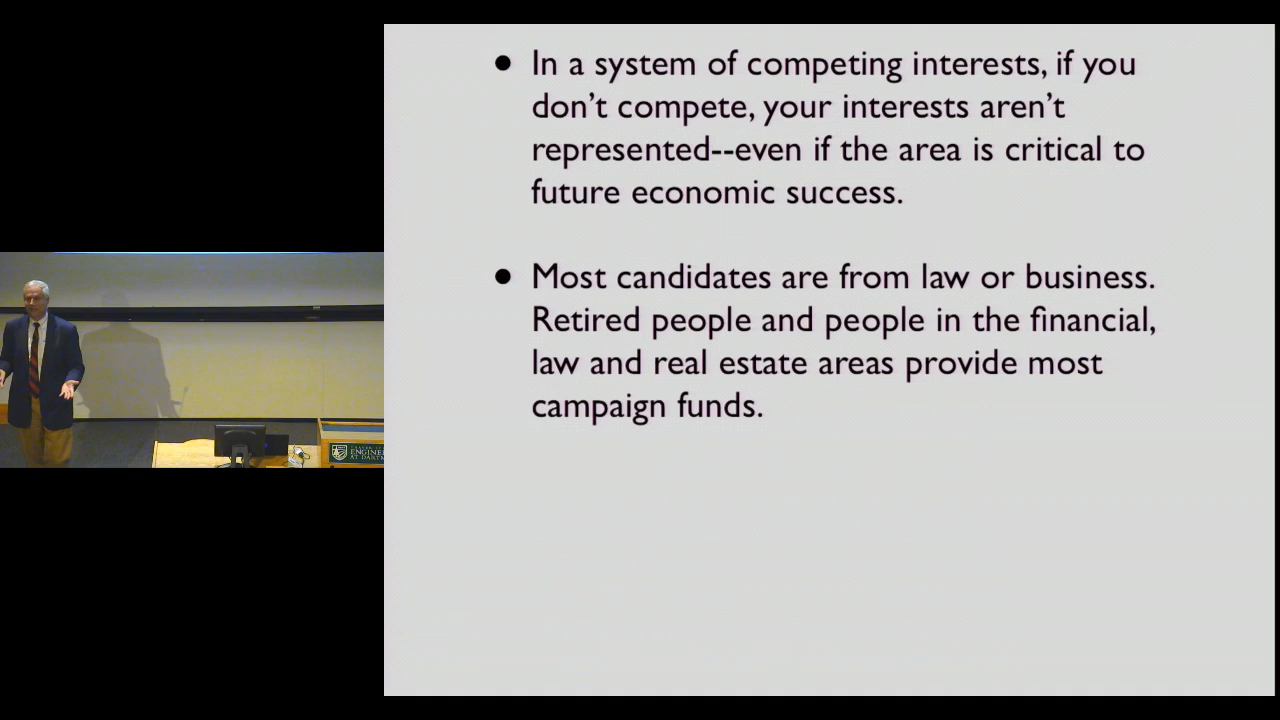 • In a system of competing interests, if you
don't compete, your interests aren't
represented--even if the area is critical to
future economic success.
• Most candidates are from law or business.
Retired people and people in the financial,
law and real estate areas provide most
campaign funds.